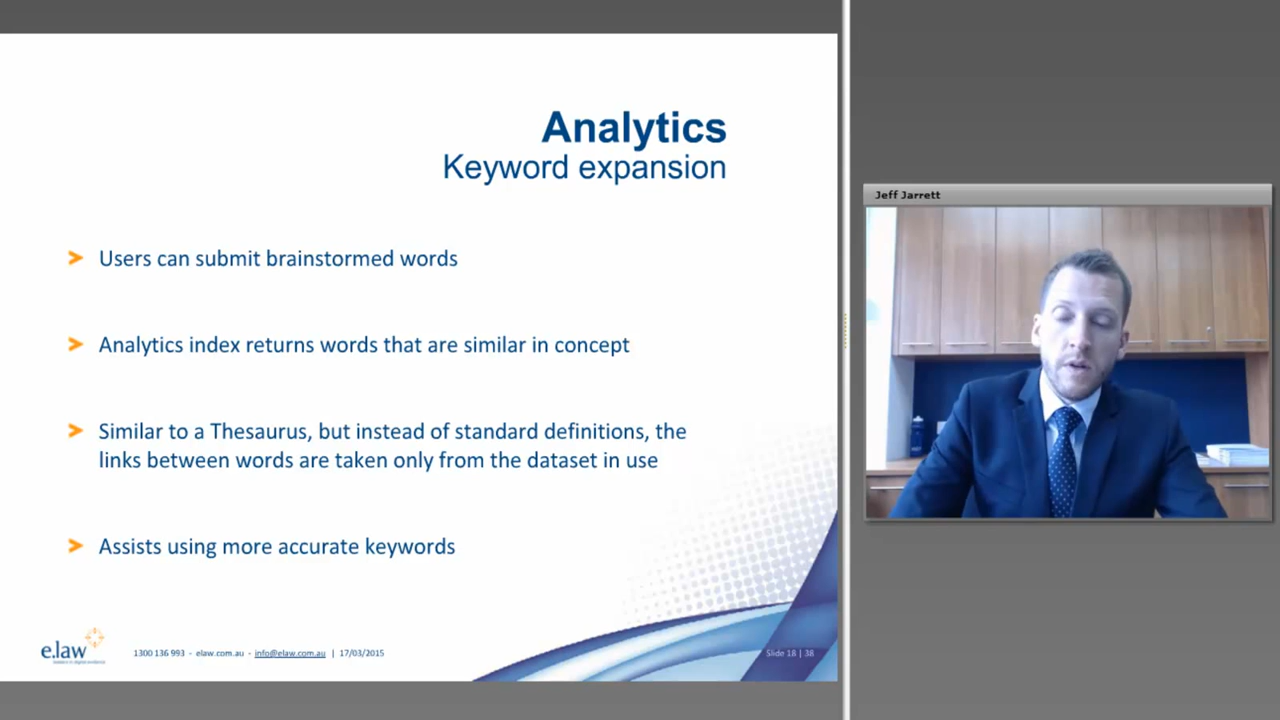 Analytics
Keyword expansion
Users can submit brainstormed words
Analytics index returns words that are similar in concept
Similar to a Thesaurus, but instead of standard definitions, the
links between words are taken only from the dataset in use
Assists using more accurate keywords
e.law
1300 136 993 - elaw.com.au - info@elaw.com.au | 17/03/2015
Slide 18 | 38
Jeff Jarrett